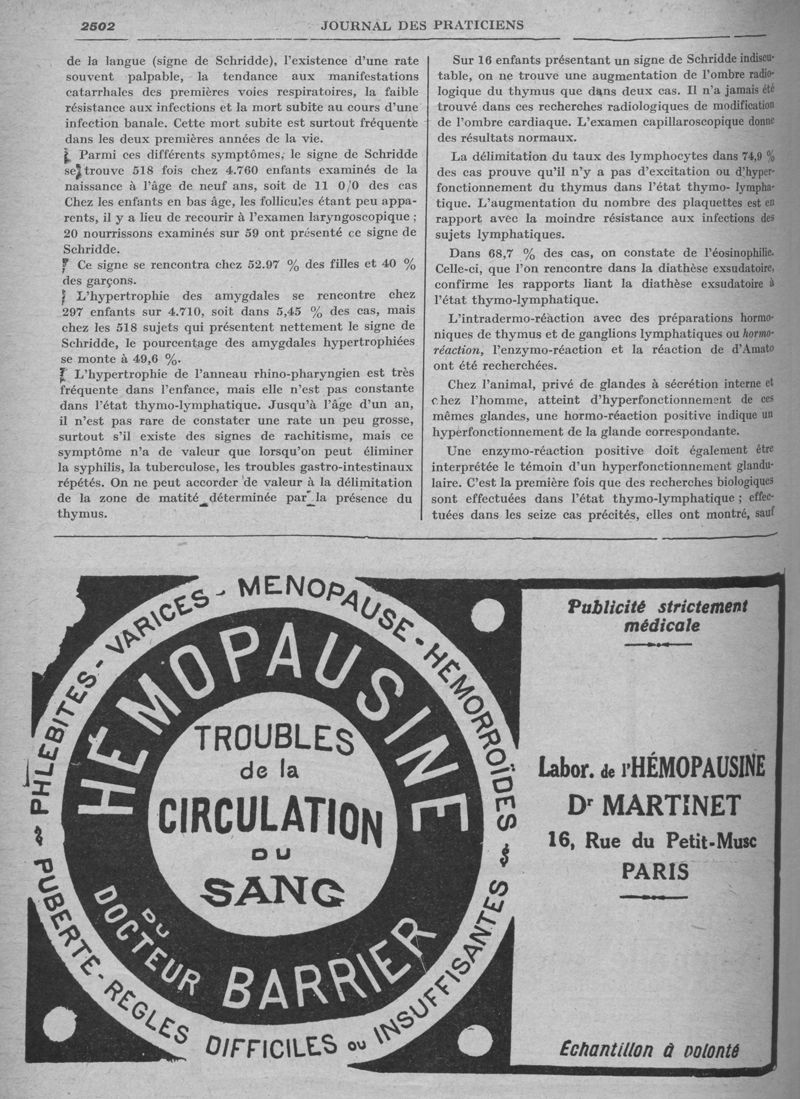 2502
JOURNAL DES PRATICIENS
de la langue (signe de Schridde), l'existence d'une rate
souvent palpable, la tendance aux manifestations
catarrhales des premières voies respiratoires, la faible
résistance aux infections et la mort subite au cours d'une
infection banale. Cette mort subite est surtout fréquente
dans les deux premières années de la vie.
Parmi ces différents symptômes, le signe de Schridde
se trouve 518 fois chez 4.760 enfants examinés de la
naissance à l'âge de neuf ans, soit de 11 0/0 des cas
Chez les enfants en bas âge, les follicules étant peu appa-
rents, il y a lieu de recourir à l'examen laryngoscopique ;
20 nourrissons examinés sur 59 ont présenté ce signe de
Schridde.
Ce signe se rencontra chez 52.97 % des filles et 40 %
des garçons.
L'hypertrophie des amygdales se rencontre chez
297 enfants sur 4.710, soit dans 5,45 % des cas, mais
chez les 518 sujets qui présentent nettement le signe de
Schridde, le pourcentage des amygdales hypertrophiées
se monte à 49,6 %.
L'hypertrophie de l'anneau rhino-pharyngien est très
fréquente dans l'enfance, mais elle n'est pas constante
dans l'état thymo-lymphatique. Jusqu'à l'âge d'un an,
il n'est pas rare de constater une rate un peu grosse,
surtout s'il existe des signes de rachitisme, mais ce
symptôme n'a de valeur que lorsqu'on peut éliminer
la syphilis, la tuberculose, les troubles gastro-intestinaux
répétés. On ne peut accorder de valeur à la délimitation
de la zone de matité déterminée par la présence du
thymus.
Sur 16 enfants présentant un signe de Schridde indiscu-
table, on ne trouve une augmentation de l'ombre radio-
logique du thymus que dans deux cas. Il n'a jamais été
trouvé dans ces recherches radiologiques de modification
de l'ombre cardiaque. L'examen capillaroscopique donne
des résultats normaux.
La délimitation du taux des lymphocytes dans 74,9 %
des cas prouve qu'il n'y a pas d'excitation ou d'hyper-
fonctionnement du thymus dans l'état thymo- lympha-
tique. L'augmentation du nombre des plaquettes est en
rapport avec la moindre résistance aux infections des
sujets lymphatiques.
Dans 68,7 % des cas, on constate de l'éosinophilie.
Celle-ci, que l'on rencontre dans la diathèse exsudatoire,
confirme les rapports liant la diathèse exsudatoire à
l'état thymo-lymphatique.
L'intradermo-réaction avec des préparations hormo-
niques de thymus et de ganglions lymphatiques ou hormo-
réaction, l'enzymo-réaction et la réaction de d'Amato
ont été recherchées.
Chez l'animal, privé de glandes à sécrétion interne et
chez l'homme, atteint d'hyperfonctionnement de ces
mêmes glandes, une hormo-réaction positive indique un
hyperfonctionnement de la glande correspondante.
Une enzymo-réaction positive doit également être
interprétée le témoin d'un hyperfonctionnement glandu-
laire. C'est la première fois que des recherches biologiques
sont effectuées dans l'état thymo-lymphatique ; effec-
tuées dans les seize cas précités, elles ont montré, sauf
PHLÉBITES - VARICES - MENOPAUSE - HÉMORROÏDES
PUBERTÉ - RÈGLES DIFFICILES OU INSUFFISANTES
HÉMOPAUSINE
DU
DOCTEUR BARRIER
TROUBLES
de la
CIRCULATION
DU
SANG
Publicité strictement
médicale
Labor. de l'HÉMOPAUSINE
Dr MARTINET
16, Rue du Petit-Musc
PARIS
Échantillon à volonté